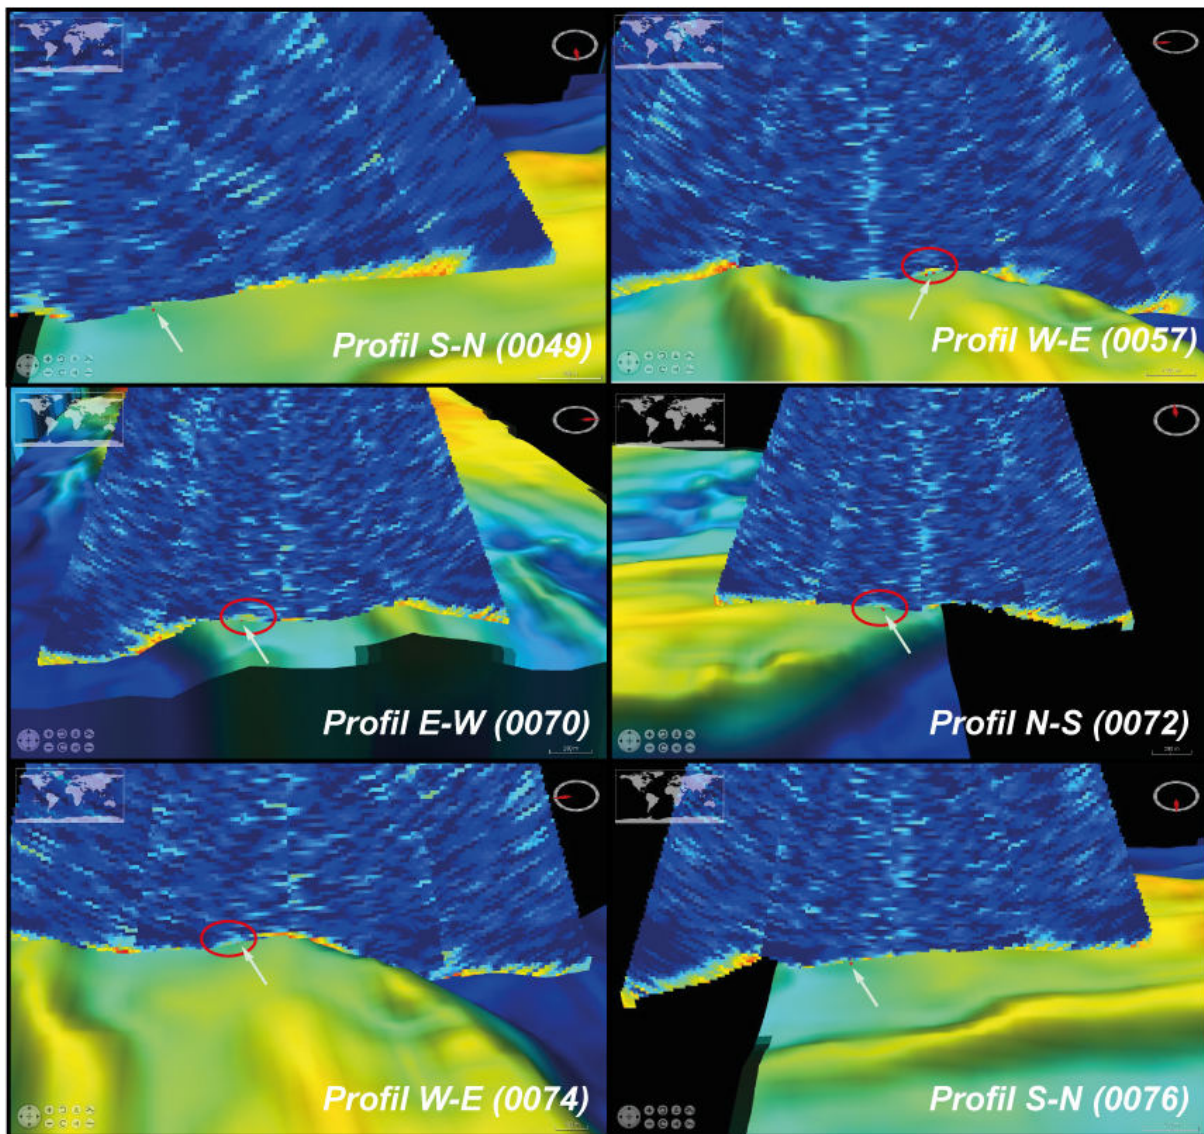 Profil S-N (0049)
Profil W-E (0057)
Profil E-W (0070)
Profil N-S (0072)
Profil W-E (0074)
Profil S-N (0076)